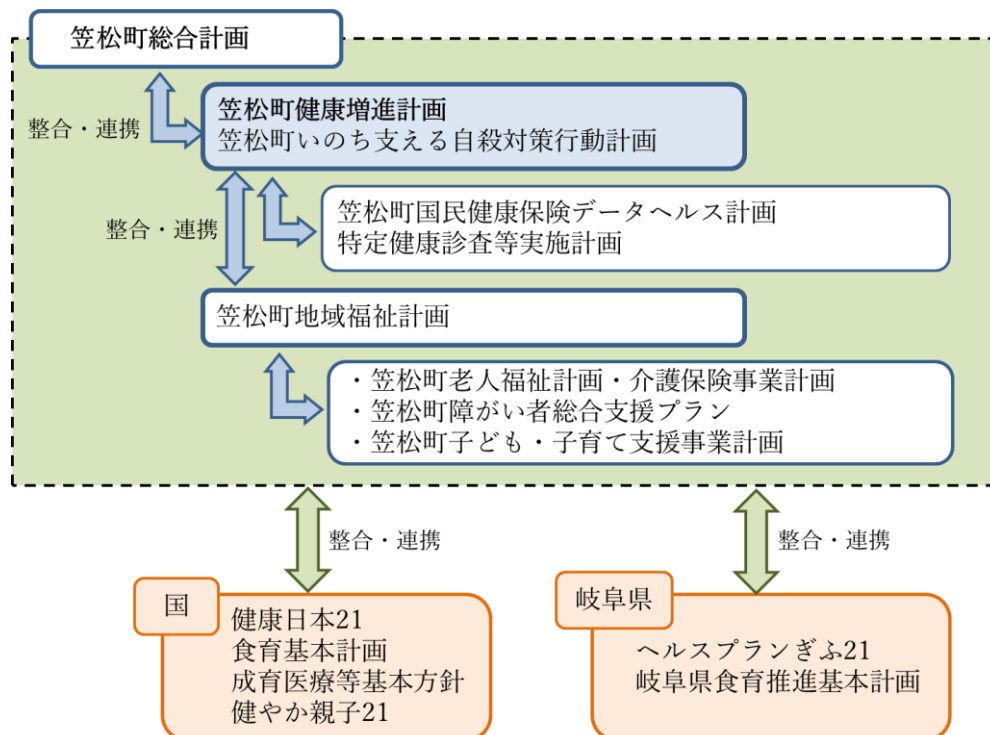 笠松町総合計画
整合・連携
笠松町健康増進計画
笠松町いのち支える自殺対策行動計画
整合・連携
笠松町国民健康保険データヘルス計画
特定健康診査等実施計画
笠松町地域福祉計画
・笠松町老人福祉計画・介護保険事業計画
・笠松町障がい者総合支援プラン
・笠松町子ども・子育て支援事業計画
整合・連携
整合・連携
国
健康日本21
食育基本計画
成育医療等基本方針
健やか親子21
岐阜県
ヘルスプランぎふ21
岐阜県食育推進基本計画